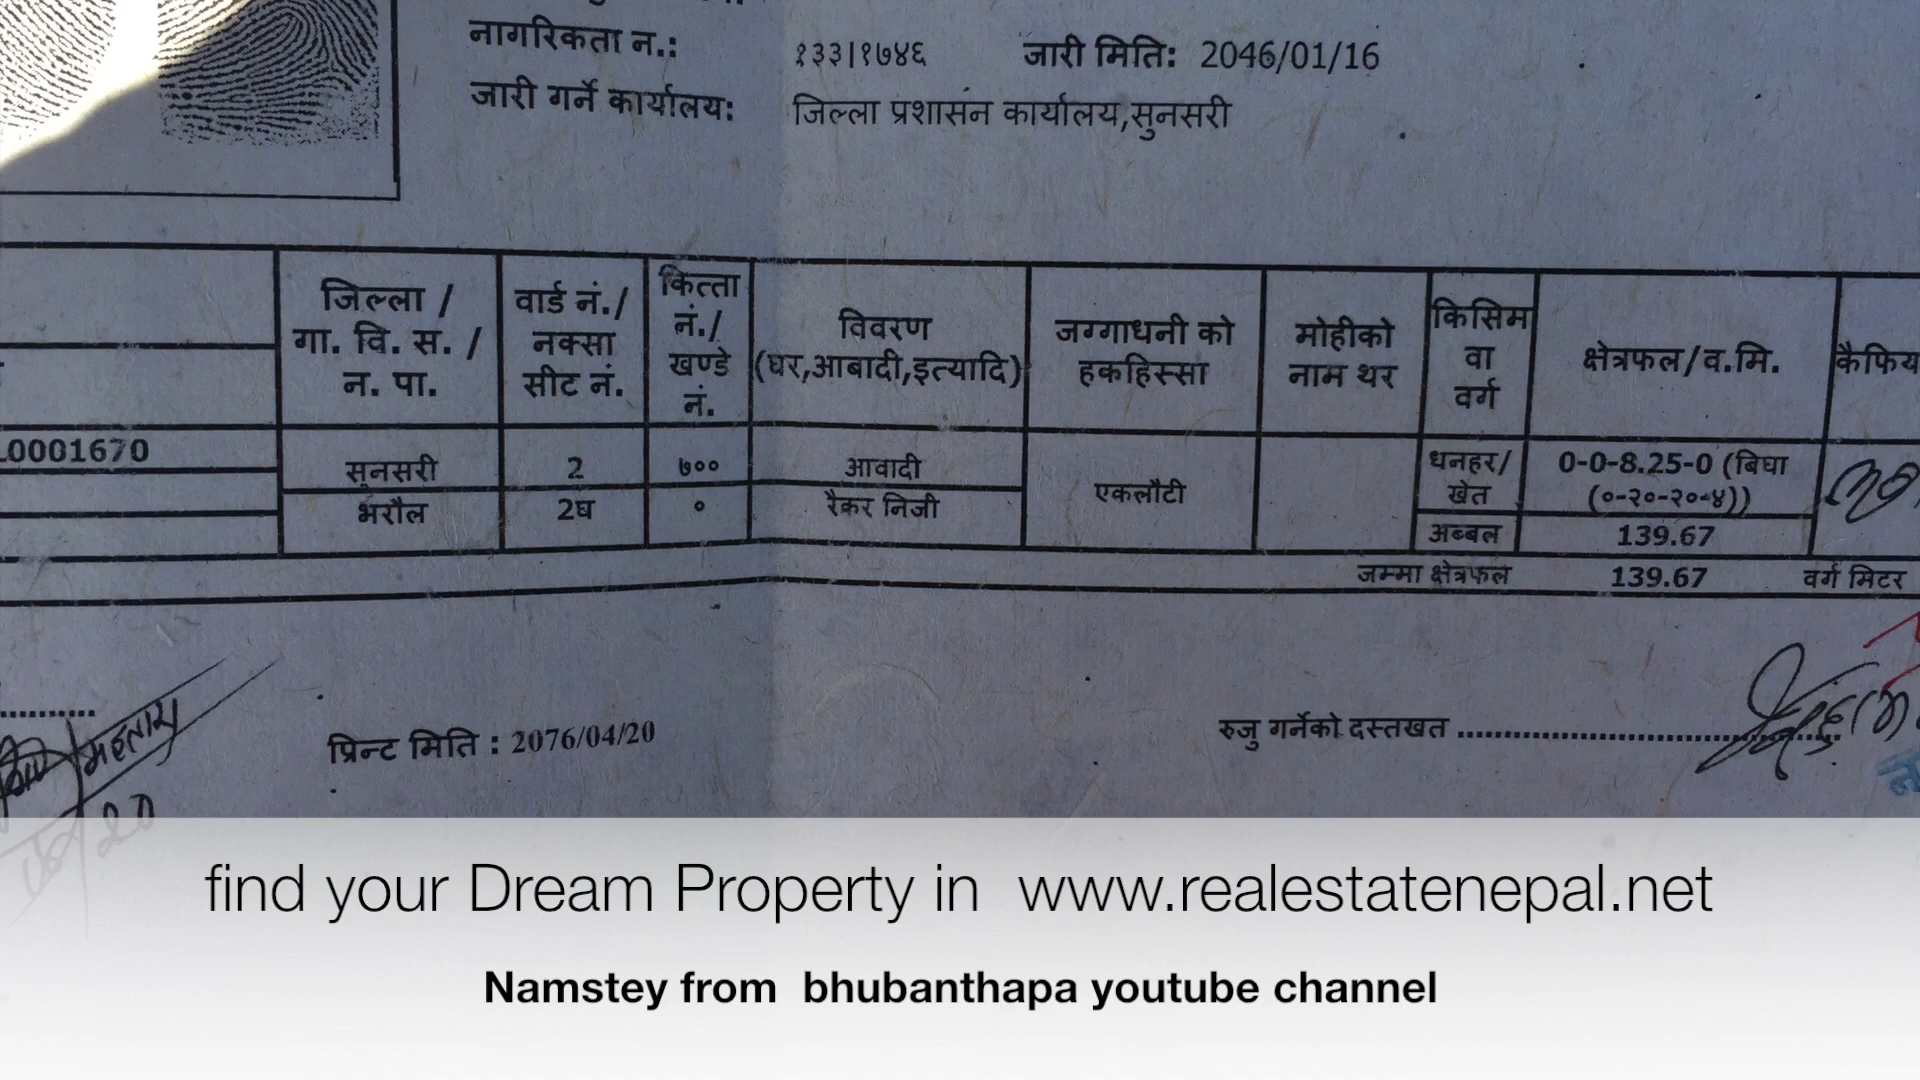 नागरिकता न.: १३३|१७४६ जारी मिति: 2046/01/16
जारी गर्ने कार्यालय: जिल्ला प्रशासन कार्यालय,सुनसरी
जिल्ला /
गा. वि. स. /
न. पा.
वार्ड नं./
नक्सा
सीट नं.
कित्ता
नं./
खण्डे
नं.
विवरण
(घर,आबादी,इत्यादि)
जग्गाधनी को
हकहिस्सा
मोहीको
नाम थर
किसिम
वा
वर्ग
क्षेत्रफल/व.मि.
कैफिय
0001670
सुनसरी
भरौल
2
2घ
७००
०
आवादी
रैकर निजी
एकलौटी
धनहर/
खेत
अब्बल
0-0-8.25-0 (बिघा
(०-२०-२०-४))
139.67
जम्मा क्षेत्रफल 139.67 वर्ग मिटर
प्रिन्ट मिति : 2076/04/20
रुजु गर्नेको दस्तखत
find your Dream Property in www.realestatenepal.net
Namstey from bhubanthapa youtube channel